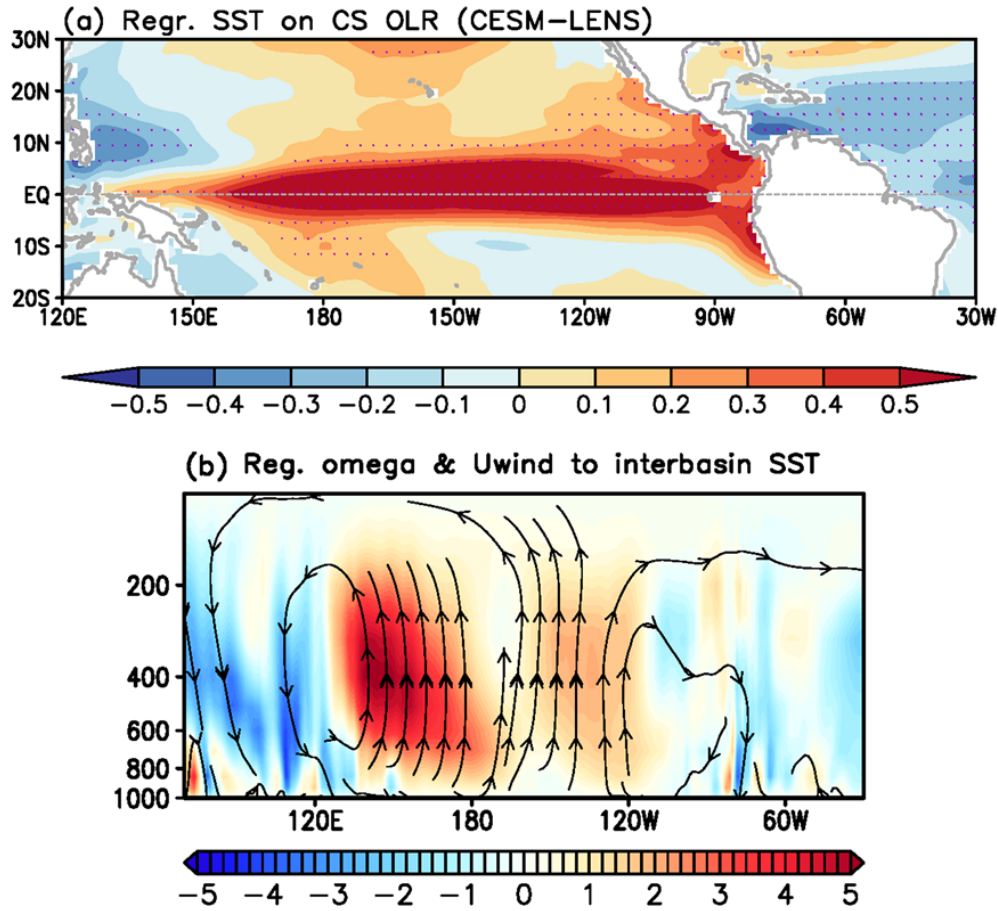 (a) Regr. SST on CS OLR (CESM-LENS)
30N
20N
10N
EQ
10S
20S
120E 150E 180 150W 120W 90W 60W 30W
−0.5 −0.4 −0.3 −0.2 −0.1 0 0.1 0.2 0.3 0.4 0.5
(b) Reg. omega & Uwind to interbasin SST
200
400
600
800
1000
120E 180 120W 60W
−5 −4 −3 −2 −1 0 1 2 3 4 5